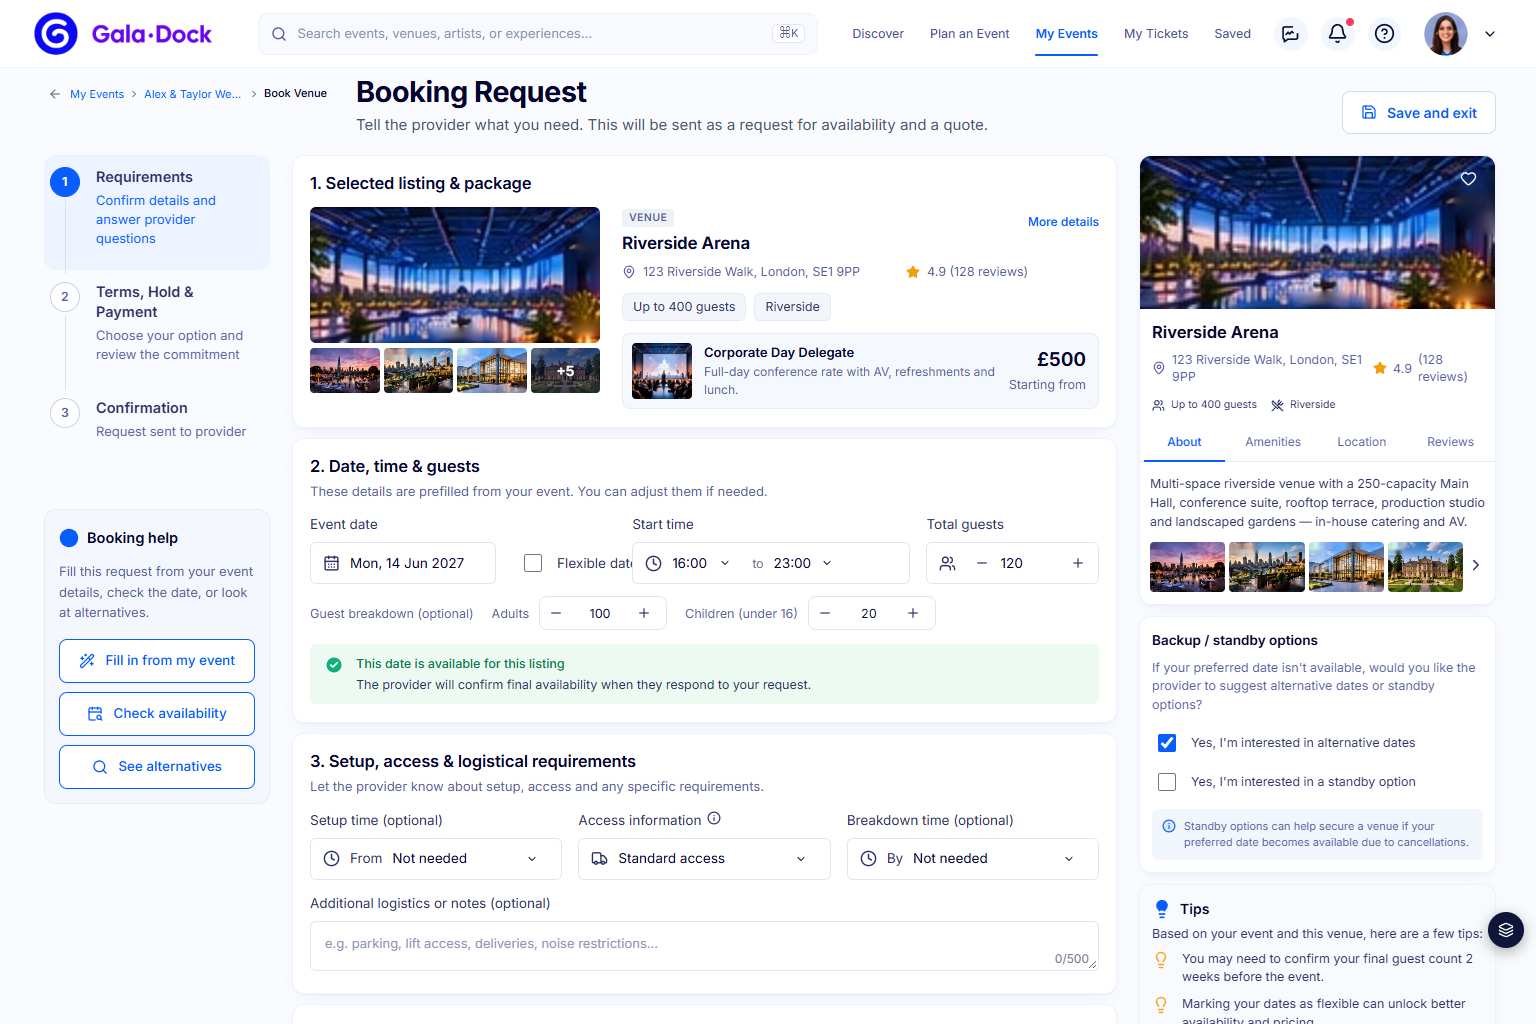 Gala·Dock
Search events, venues, artists, or experiences...
⌘K
Discover
Plan an Event
My Events
My Tickets
Saved
My Events > Alex & Taylor We... > Book Venue
Booking Request
Tell the provider what you need. This will be sent as a request for availability and a quote.
Save and exit
1
Requirements
Confirm details and
answer provider
questions
2
Terms, Hold &
Payment
Choose your option and
review the commitment
3
Confirmation
Request sent to provider
Booking help
Fill this request from your event
details, check the date, or look
at alternatives.
Fill in from my event
Check availability
See alternatives
1. Selected listing & package
+5
VENUE
More details
Riverside Arena
123 Riverside Walk, London, SE1 9PP
4.9 (128 reviews)
Up to 400 guests
Riverside
Corporate Day Delegate
Full-day conference rate with AV, refreshments and
lunch.
£500
Starting from
2. Date, time & guests
These details are prefilled from your event. You can adjust them if needed.
Event date
Start time
Total guests
Mon, 14 Jun 2027
Flexible date
16:00
to
23:00
120
Guest breakdown (optional)
Adults
100
Children (under 16)
20
This date is available for this listing
The provider will confirm final availability when they respond to your request.
3. Setup, access & logistical requirements
Let the provider know about setup, access and any specific requirements.
Setup time (optional)
Access information
Breakdown time (optional)
From Not needed
Standard access
By Not needed
Additional logistics or notes (optional)
e.g. parking, lift access, deliveries, noise restrictions...
0/500
Riverside Arena
123 Riverside Walk, London, SE1
9PP
4.9
(128
reviews)
Up to 400 guests
Riverside
About
Amenities
Location
Reviews
Multi-space riverside venue with a 250-capacity Main
Hall, conference suite, rooftop terrace, production studio
and landscaped gardens — in-house catering and AV.
Backup / standby options
If your preferred date isn't available, would you like the
provider to suggest alternative dates or standby
options?
Yes, I'm interested in alternative dates
Yes, I'm interested in a standby option
Standby options can help secure a venue if your
preferred date becomes available due to cancellations.
Tips
Based on your event and this venue, here are a few tips:
You may need to confirm your final guest count 2
weeks before the event.
Marking your dates as flexible can unlock better
availability and pricing